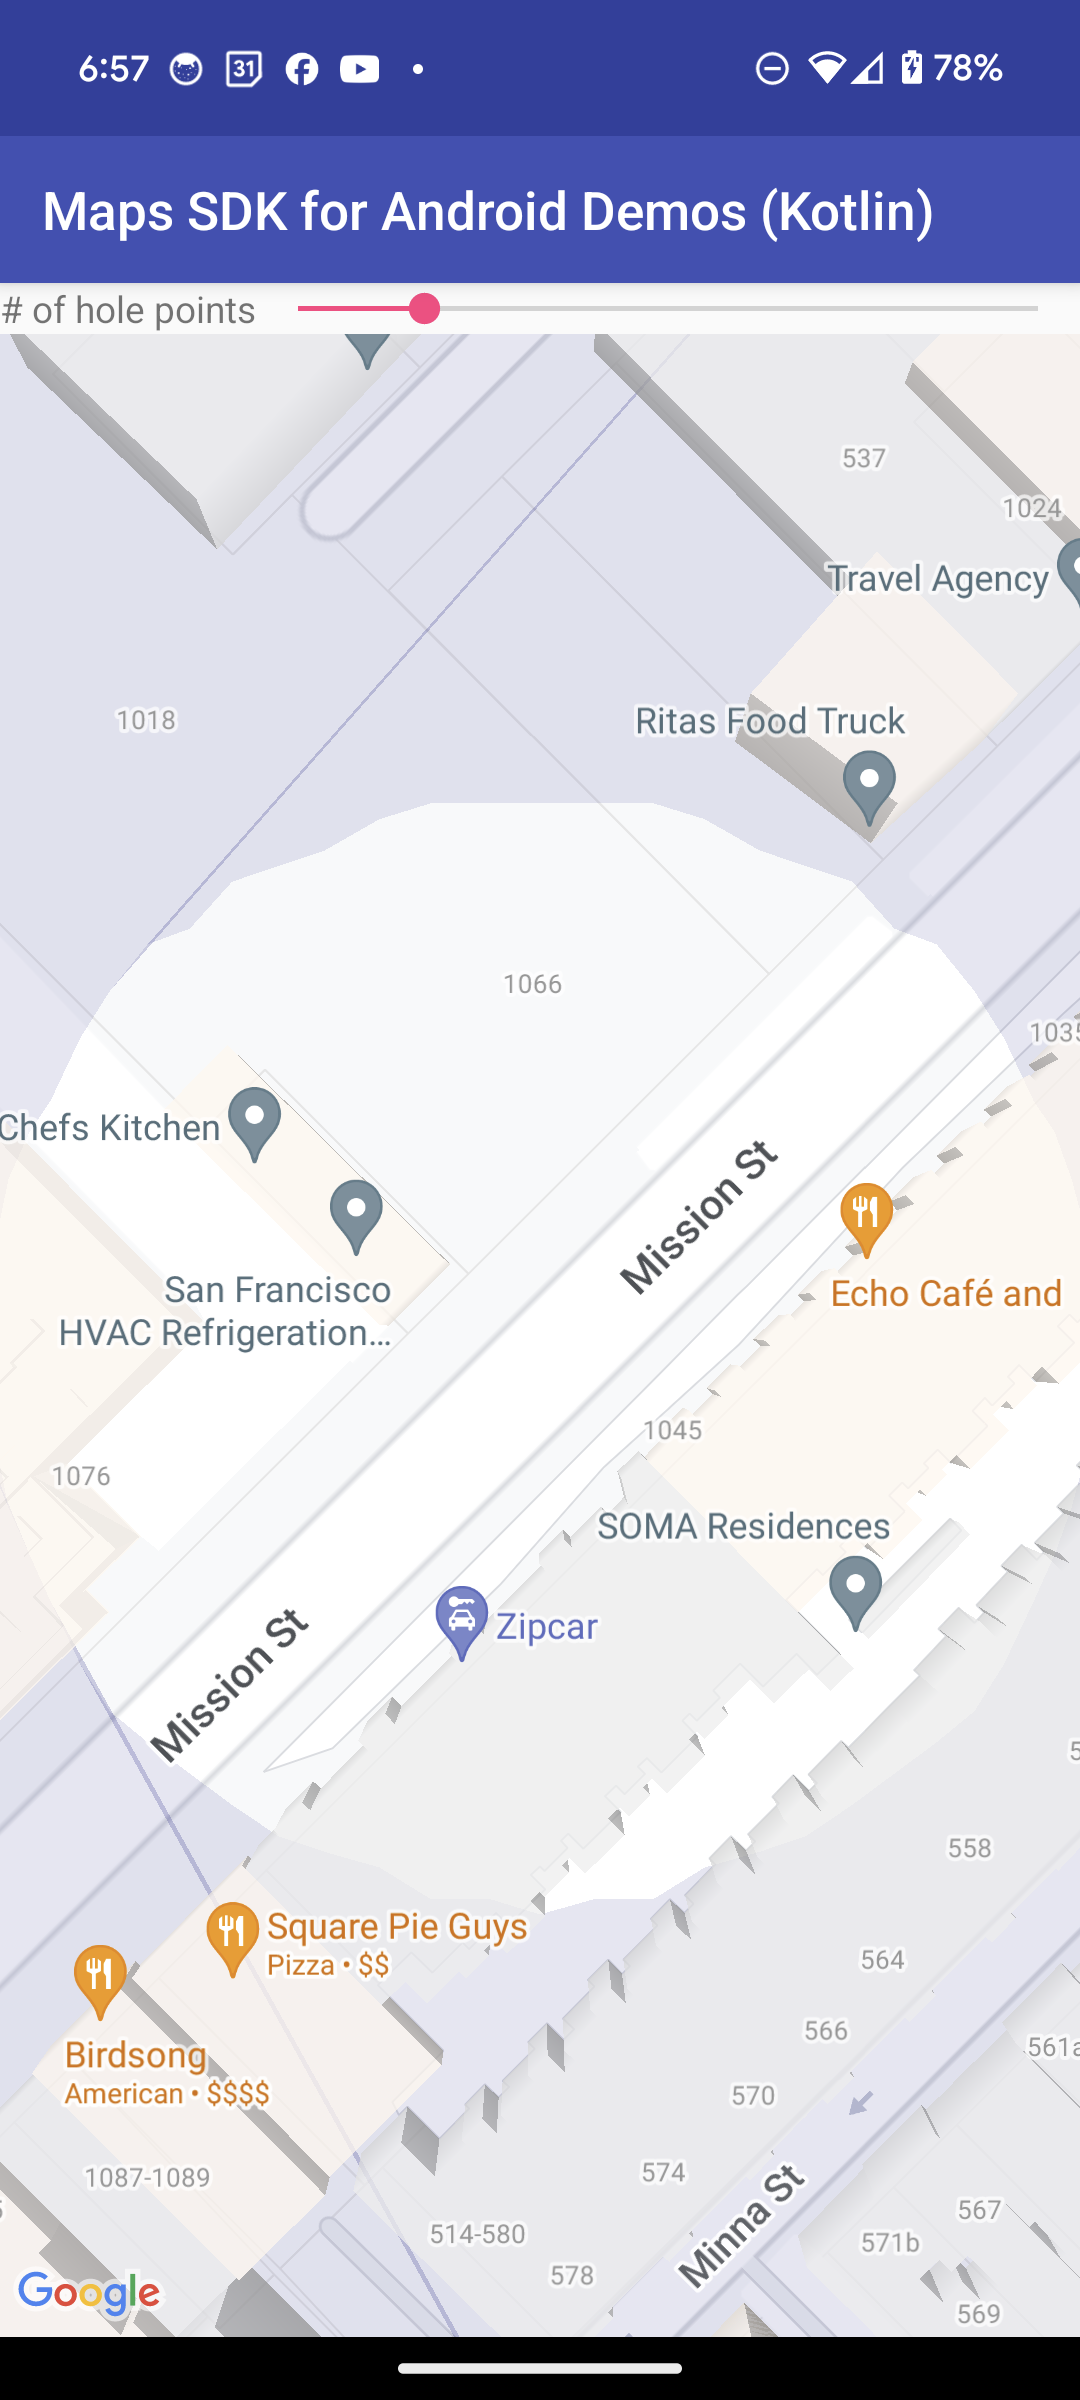 6:57
31
78%
Maps SDK for Android Demos (Kotlin)
# of hole points
537
1024
Travel Agency
1018
Ritas Food Truck
1066
1035
Chefs Kitchen
Mission St
San Francisco
HVAC Refrigeration...
Echo Café and
1045
1076
SOMA Residences
Zipcar
Mission St
558
Square Pie Guys
Pizza • $$
564
566
561a
Birdsong
American • $$$$
570
574
1087-1089
Minna St
567
514-580
571b
578
Google
569